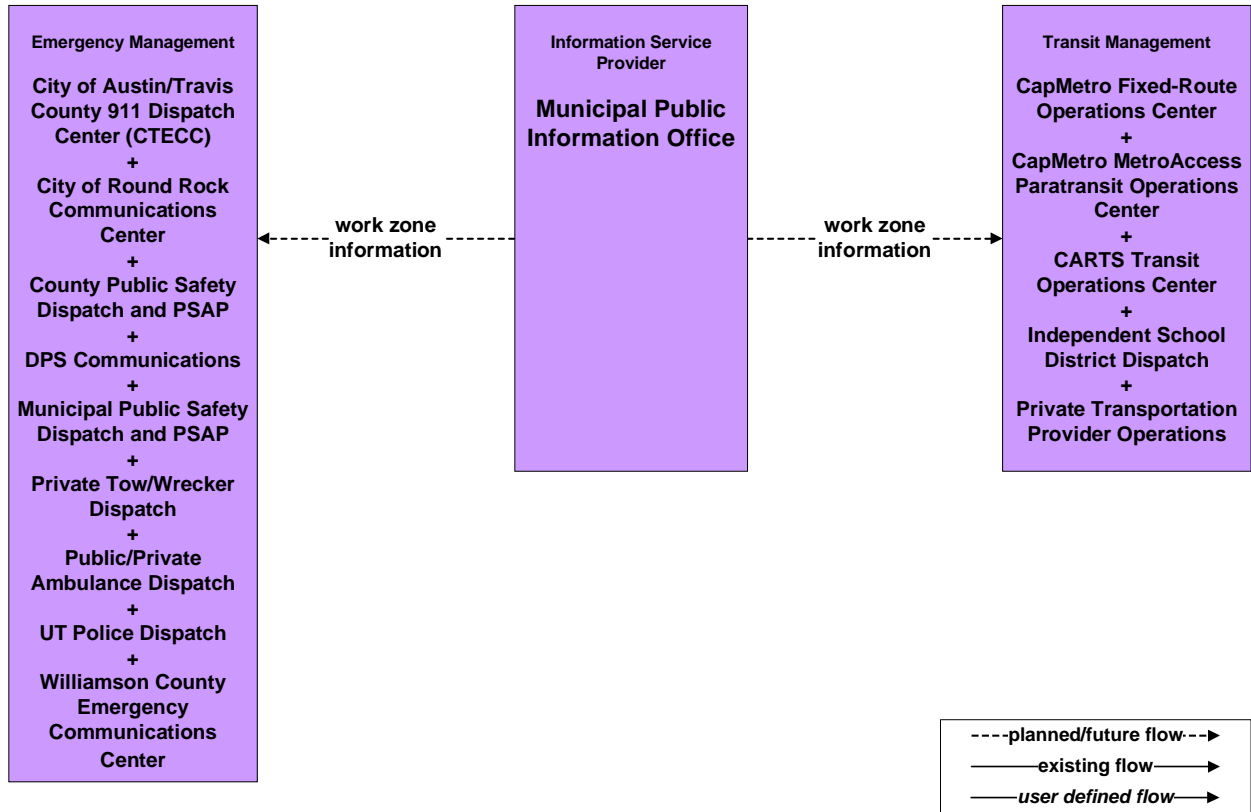 Emergency Management
City of Austin/Travis
County 911 Dispatch
Center (CTECC)
+
City of Round Rock
Communications
Center
+
County Public Safety
Dispatch and PSAP
+
DPS Communications
+
Municipal Public Safety
Dispatch and PSAP
+
Private Tow/Wrecker
Dispatch
+
Public/Private
Ambulance Dispatch
+
UT Police Dispatch
+
Williamson County
Emergency
Communications
Center
work zone
information
Information Service
Provider
Municipal Public
Information Office
work zone
information
Transit Management
CapMetro Fixed-Route
Operations Center
+
CapMetro MetroAccess
Paratransit Operations
Center
+
CARTS Transit
Operations Center
+
Independent School
District Dispatch
+
Private Transportation
Provider Operations
planned/future flow
existing flow
user defined flow